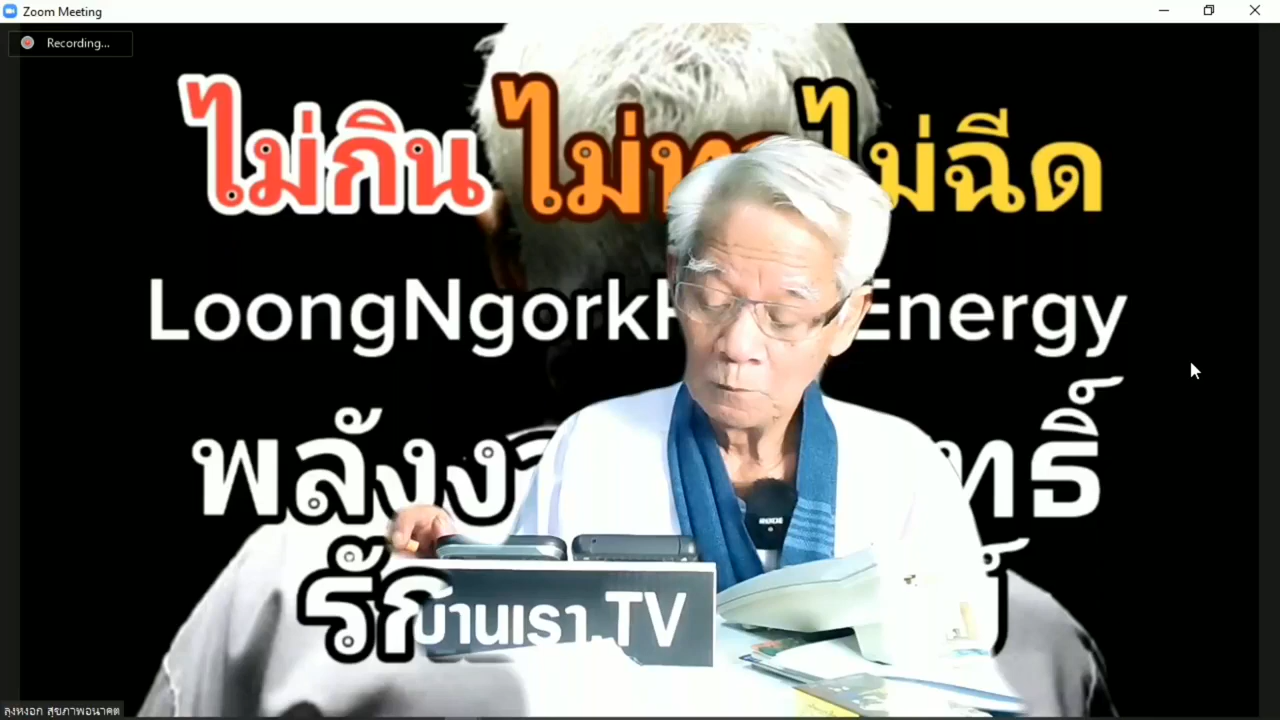 Zoom Meeting
Recording...
ไม่กิน ไม่ทา ไม่ฉีด
LoongNgork Energy
บ้านเรา.TV
ลุงหงอก สุขภาพอนาคต